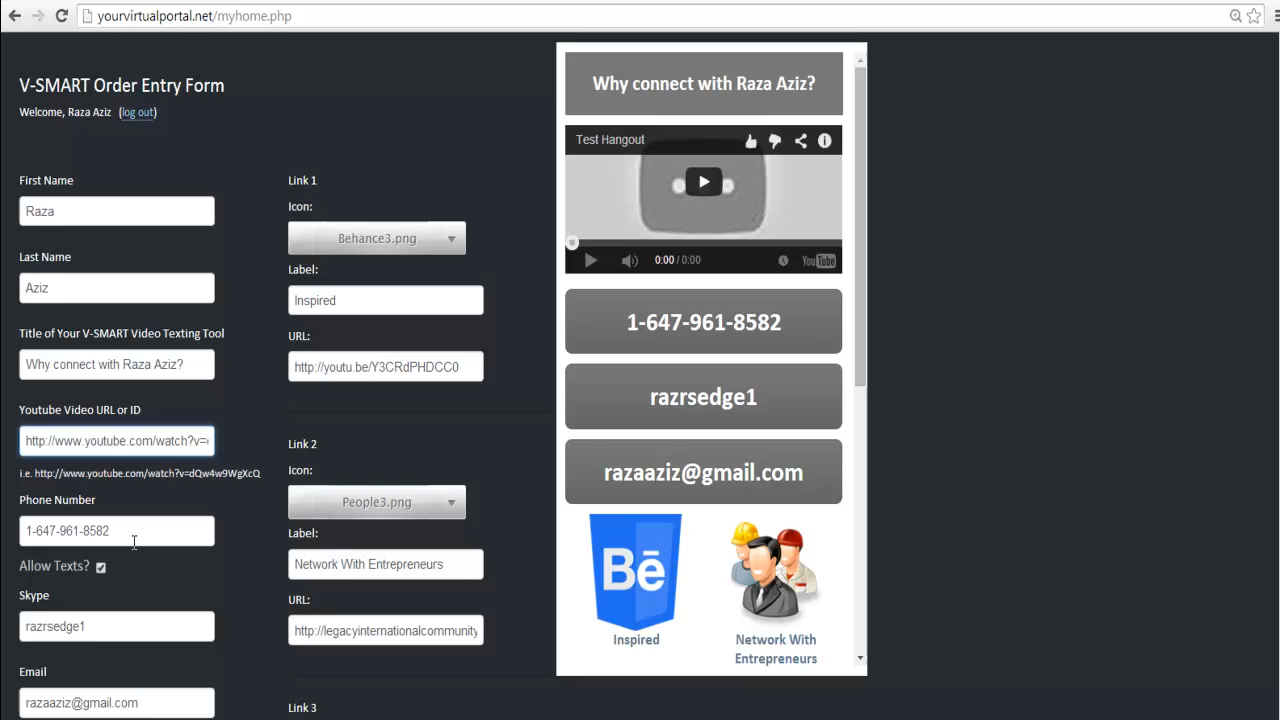 yourvirtualportal.net/myhome.php
V-SMART Order Entry Form
Welcome, Raza Aziz (log out)
First Name
Raza
Last Name
Aziz
Title of Your V-SMART Video Texting Tool
Why connect with Raza Aziz?
Youtube Video URL or ID
http://www.youtube.com/watch?v=
i.e. http://www.youtube.com/watch?v=dQw4w9WgXcQ
Phone Number
1-647-961-8582
Allow Texts?
Skype
razrsedge1
Email
razaaziz@gmail.com
Link 1
Icon:
Behance3.png
Label:
Inspired
URL:
http://youtu.be/Y3CRdPHDCC0
Link 2
Icon:
People3.png
Label:
Network With Entrepreneurs
URL:
http://legacyinternationalcommunity
Link 3
Why connect with Raza Aziz?
Test Hangout
0:00 / 0:00
YouTube
1-647-961-8582
razrsedge1
razaaziz@gmail.com
Bē
Inspired
Network With
Entrepreneurs